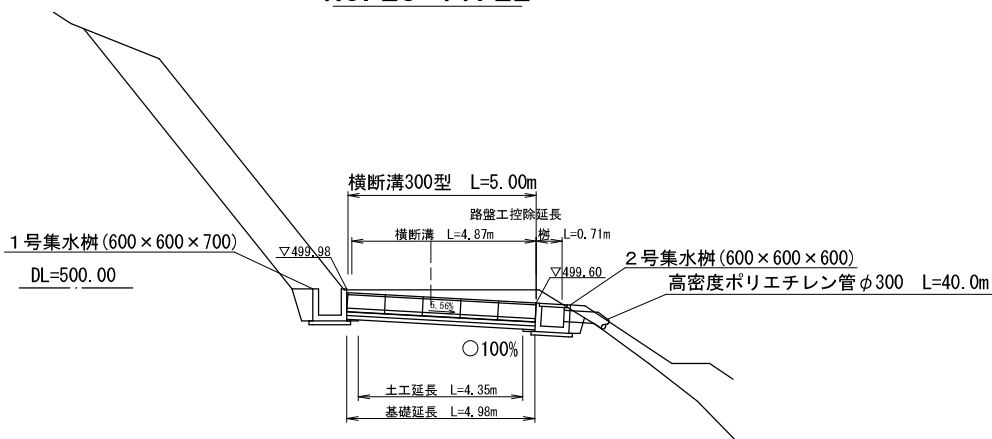 横断溝300型 L=5.00m
路盤工控除延長
横断溝 L=4.87m
桝 L=0.71m
1号集水桝(600×600×700)
▽499.98
DL=500.00
▽499.60
2号集水桝(600×600×600)
高密度ポリエチレン管φ300 L=40.0m
5.56%
○100%
土工延長 L=4.35m
基礎延長 L=4.98m